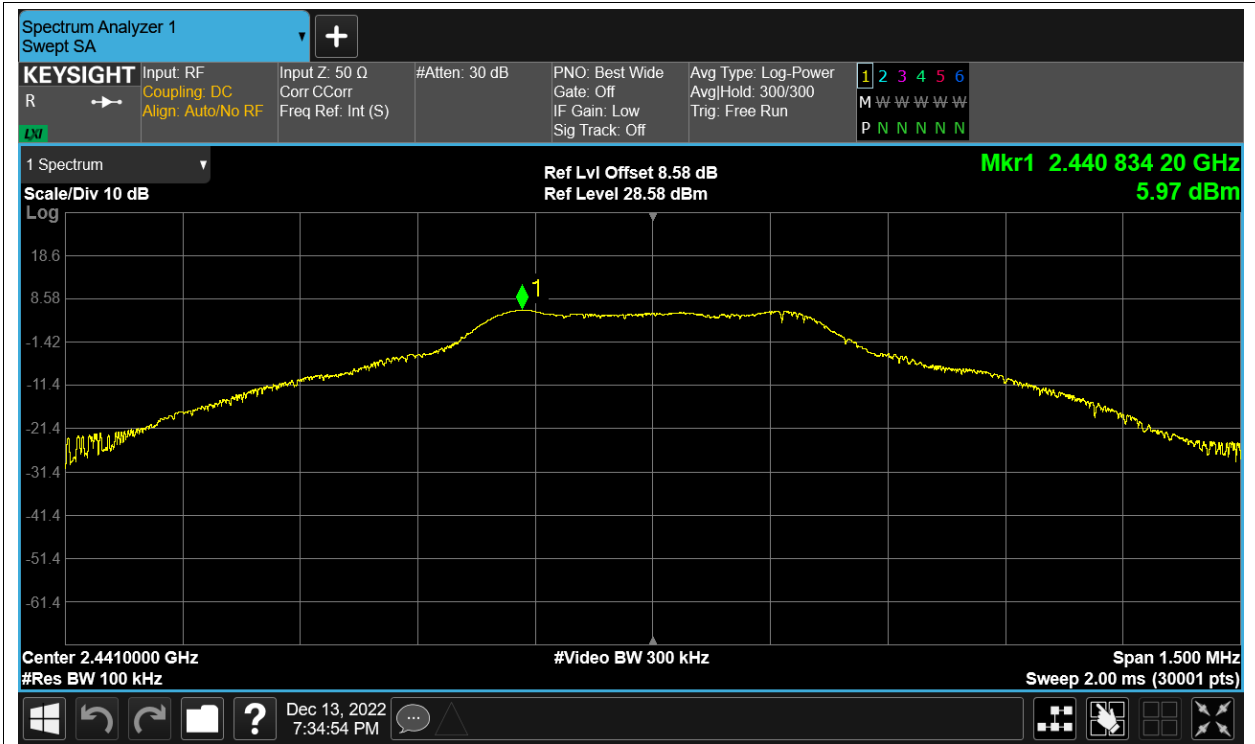 Spectrum Analyzer 1
Swept SA
KEYSIGHT
R
LXI
Input: RF
Coupling: DC
Align: Auto/No RF
Input Z: 50 Ω
Corr CCorr
Freq Ref: Int (S)
#Atten: 30 dB
PNO: Best Wide
Gate: Off
IF Gain: Low
Sig Track: Off
Avg Type: Log-Power
Avg|Hold: 300/300
Trig: Free Run
1 2 3 4 5 6
M W W W W W
P N N N N N
1 Spectrum
Scale/Div 10 dB
Log
Ref Lvl Offset 8.58 dB
Ref Level 28.58 dBm
Mkr1 2.440 834 20 GHz
5.97 dBm
18.6
8.58
-1.42
-11.4
-21.4
-31.4
-41.4
-51.4
-61.4
1
Center 2.4410000 GHz
#Res BW 100 kHz
#Video BW 300 kHz
Span 1.500 MHz
Sweep 2.00 ms (30001 pts)
?
Dec 13, 2022
7:34:54 PM